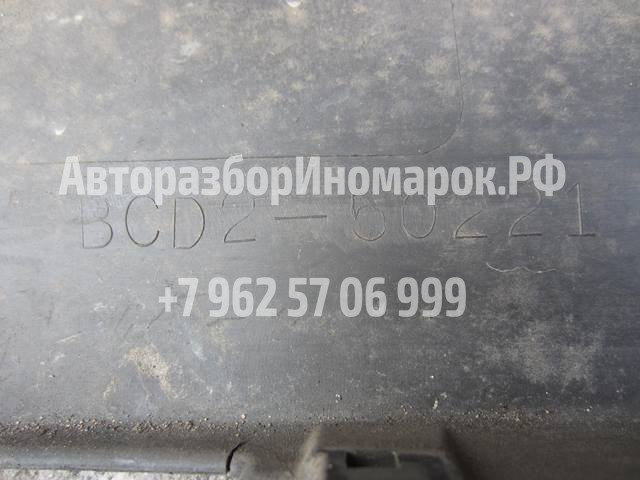 АвторазборИномарок.РФ
BCD2-50221
+7 962 57 06 999